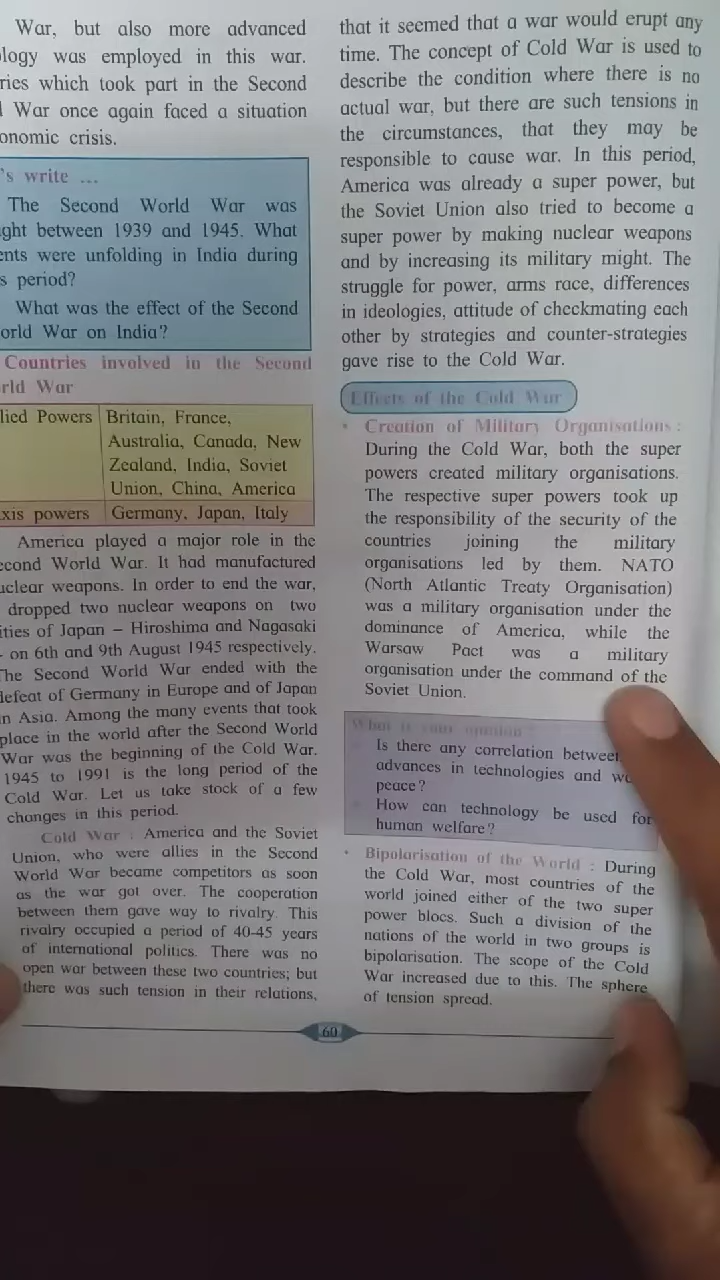 War, but also more advanced
ology was employed in this war.
ries which took part in the Second
War once again faced a situation
onomic crisis.
's write ...
The Second World War was
ght between 1939 and 1945. What
ents were unfolding in India during
s period?
What was the effect of the Second
orld War on India?
Countries involved in the Second
rld War
lied Powers Britain, France,
Australia, Canada, New
Zealand, India, Soviet
Union, China, America
xis powers Germany, Japan, Italy
America played a major role in the
econd World War. It had manufactured
uclear weapons. In order to end the war,
dropped two nuclear weapons on two
ities of Japan – Hiroshima and Nagasaki
- on 6th and 9th August 1945 respectively.
The Second World War ended with the
defeat of Germany in Europe and of Japan
in Asia. Among the many events that took
place in the world after the Second World
War was the beginning of the Cold War.
1945 to 1991 is the long period of the
Cold War. Let us take stock of a few
changes in this period.
Cold War : America and the Soviet
Union, who were allies in the Second
World War became competitors as soon
as the war got over. The cooperation
between them gave way to rivalry. This
rivalry occupied a period of 40-45 years
of international politics. There was no
open war between these two countries; but
there was such tension in their relations,
that it seemed that a war would erupt any
time. The concept of Cold War is used to
describe the condition where there is no
actual war, but there are such tensions in
the circumstances, that they may be
responsible to cause war. In this period,
America was already a super power, but
the Soviet Union also tried to become a
super power by making nuclear weapons
and by increasing its military might. The
struggle for power, arms race, differences
in ideologies, attitude of checkmating each
other by strategies and counter-strategies
gave rise to the Cold War.
Effects of the Cold War
• Creation of Military Organisations :
During the Cold War, both the super
powers created military organisations.
The respective super powers took up
the responsibility of the security of the
countries joining the military
organisations led by them. NATO
(North Atlantic Treaty Organisation)
was a military organisation under the
dominance of America, while the
Warsaw Pact was a military
organisation under the command of the
Soviet Union.
What is your opinion?
Is there any correlation between
advances in technologies and
peace?
How can technology be used for
human welfare?
• Bipolarisation of the World : During
the Cold War, most countries of the
world joined either of the two super
power blocs. Such a division of the
nations of the world in two groups is
bipolarisation. The scope of the Cold
War increased due to this. The sphere
of tension spread.
60